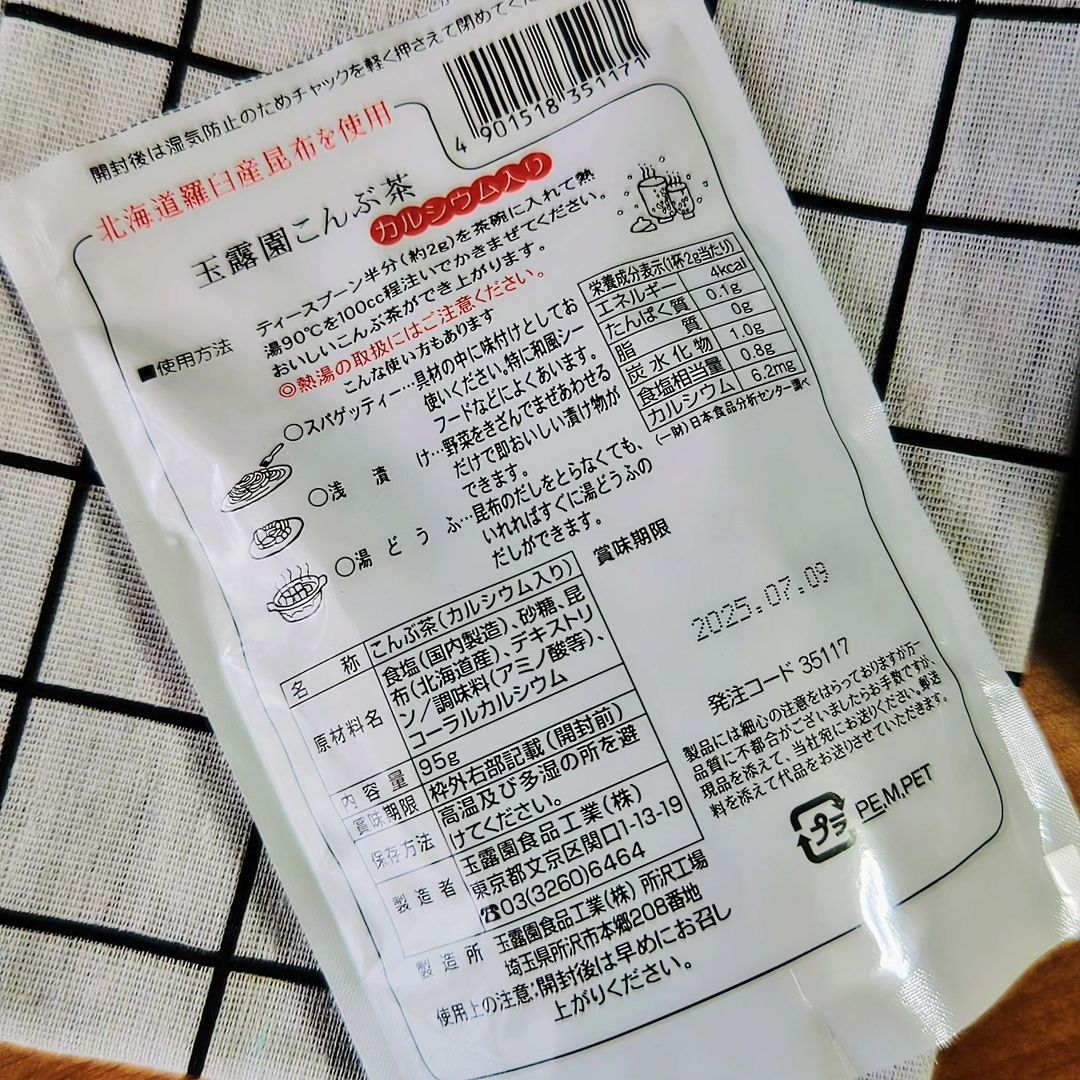 開封後は湿気防止のためチャックを軽く押さえて閉めてくだ
4 901518 351171
北海道羅臼産昆布を使用
玉露園こんぶ茶
カルシウム入り
■使用方法
ティースプーン半分(約2g)を茶碗に入れて熱
湯90℃を100cc程注いでかきまぜてください。
おいしいこんぶ茶ができ上がります。
◎熱湯の取扱にはご注意ください。
こんな使い方もあります
○スパゲッティー…具材の中に味付けとしてお
使いください。特に和風シー
フードなどによくあいます。
○浅漬け…野菜をきざんでまぜあわせる
だけで即おいしい漬け物が
できます。
○湯どうふ…昆布のだしをとらなくても、
いれればすぐに湯どうふの
だしができます。
栄養成分表示(1杯2g当たり)
エネルギー 4kcal
たんぱく質 0.1g
脂質 0g
炭水化物 1.0g
食塩相当量 0.8g
カルシウム 6.2mg
(一財)日本食品分析センター調べ
名称 こんぶ茶(カルシウム入り)
原材料名 食塩(国内製造)、砂糖、昆
布(北海道産)、デキストリ
ン/調味料(アミノ酸等)、
コーラルカルシウム
内容量 95g
賞味期限 枠外右部記載(開封前)
保存方法 高温及び多湿の所を避
けてください。
製造者 玉露園食品工業(株)
東京都文京区関口1-13-19
☎03(3260)6464
製造所 玉露園食品工業(株) 所沢工場
埼玉県所沢市本郷208番地
使用上の注意:開封後は早めにお召し
上がりください。
賞味期限
2025.07.09
発注コード 35117
製品には細心の注意をはらっておりますが万一
品質に不都合がございましたらお手数ですが、
現品を添えて、当社宛にお送りください。郵送
料を添えて代品をお送りさせていただきます。
プラ PE,M,PET